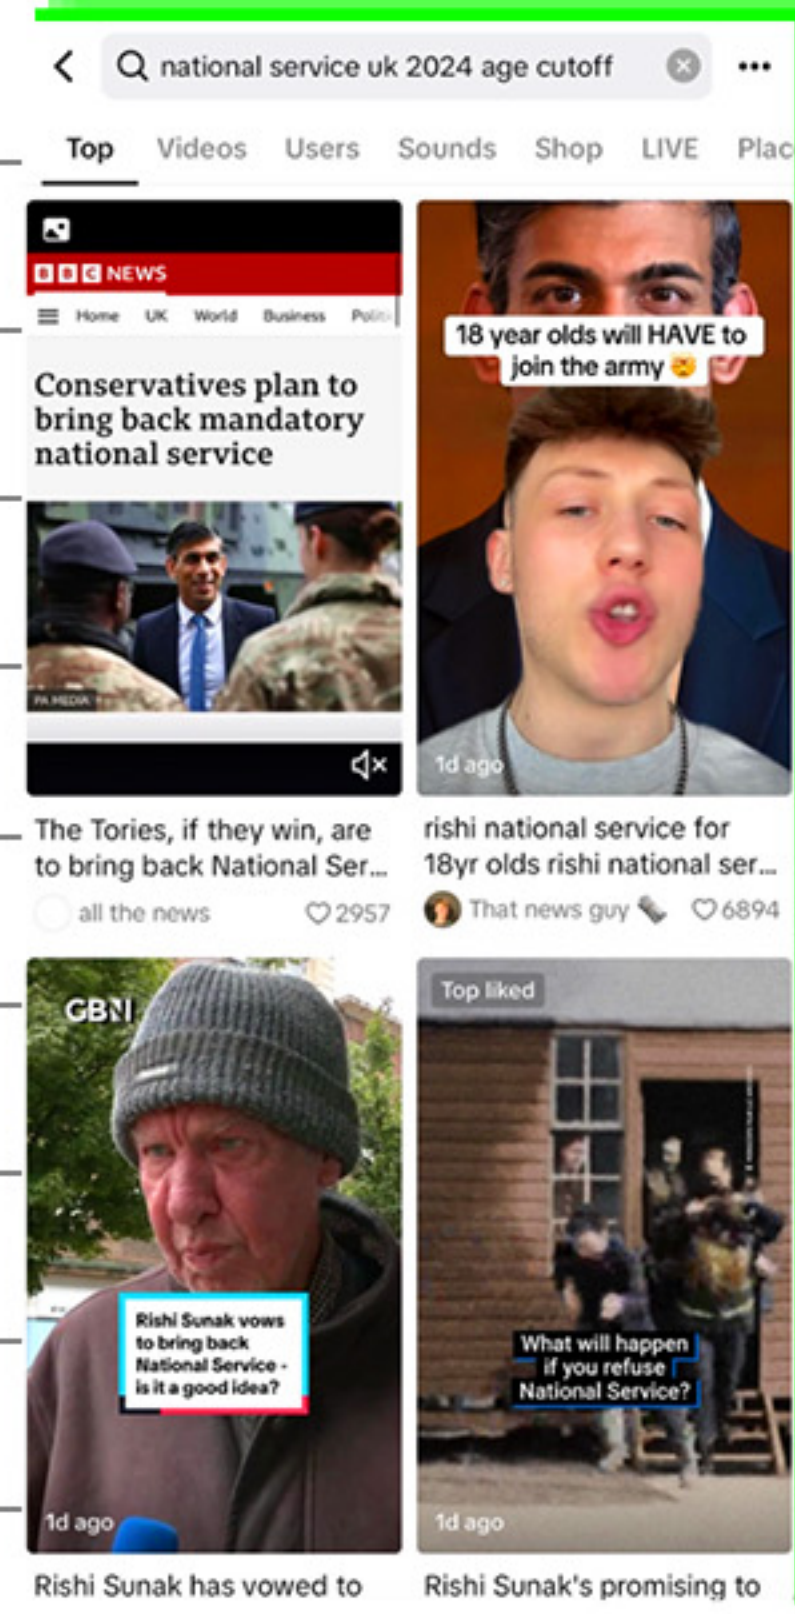 national service uk 2024 age cutoff
Top Videos Users Sounds Shop LIVE Plac
BBC NEWS
Home UK World Business Politi
Conservatives plan to
bring back mandatory
national service
PA MEDIA
The Tories, if they win, are
to bring back National Ser...
all the news 2957
18 year olds will HAVE to
join the army 🤯
1d ago
rishi national service for
18yr olds rishi national ser...
That news guy 🗞️ 6894
GBN
Rishi Sunak vows
to bring back
National Service -
is it a good idea?
1d ago
Rishi Sunak has vowed to
Top liked
What will happen
if you refuse
National Service?
1d ago
Rishi Sunak's promising to